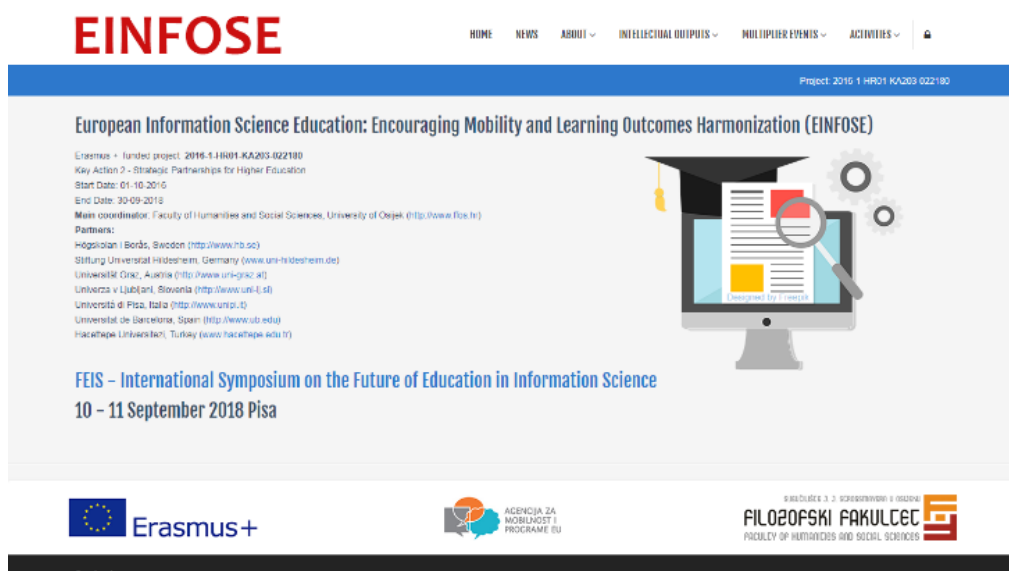 EINFOSE
HOME NEWS ABOUT INTELLECTUAL OUTPUTS MULTIPLIER EVENTS ACTIVITIES
Project: 2016-1-HR01-KA203-022180
European Information Science Education: Encouraging Mobility and Learning Outcomes Harmonization (EINFOSE)
Erasmus + funded project: 2016-1-HR01-KA203-022180
Key Action 2 - Strategic Partnerships for Higher Education
Start Date: 01-10-2016
End Date: 30-09-2018
Main coordinator: Faculty of Humanities and Social Sciences, University of Osijek (http://www.ffos.hr)
Partners:
Högskolan i Borås, Sweden (http://www.hb.se)
Stiftung Universität Hildesheim, Germany (www.uni-hildesheim.de)
Universität Graz, Austria (http://www.uni-graz.at)
Univerza v Ljubljani, Slovenia (http://www.uni-lj.si)
Università di Pisa, Italia (http://www.unipi.it)
Universitat de Barcelona, Spain (http://www.ub.edu)
Hacettepe Üniversitezi, Turkey (www.hacettepe.edu.tr)
Designed by Freepik
FEIS – International Symposium on the Future of Education in Information Science
10 – 11 September 2018 Pisa
Erasmus+
AGENCIJA ZA
MOBILNOST I
PROGRAME EU
SVEUČILIŠTE J. J. STROSSMAYERA U OSIJEKU
FILOZOFSKI FAKULTET
FACULTY OF HUMANITIES AND SOCIAL SCIENCES